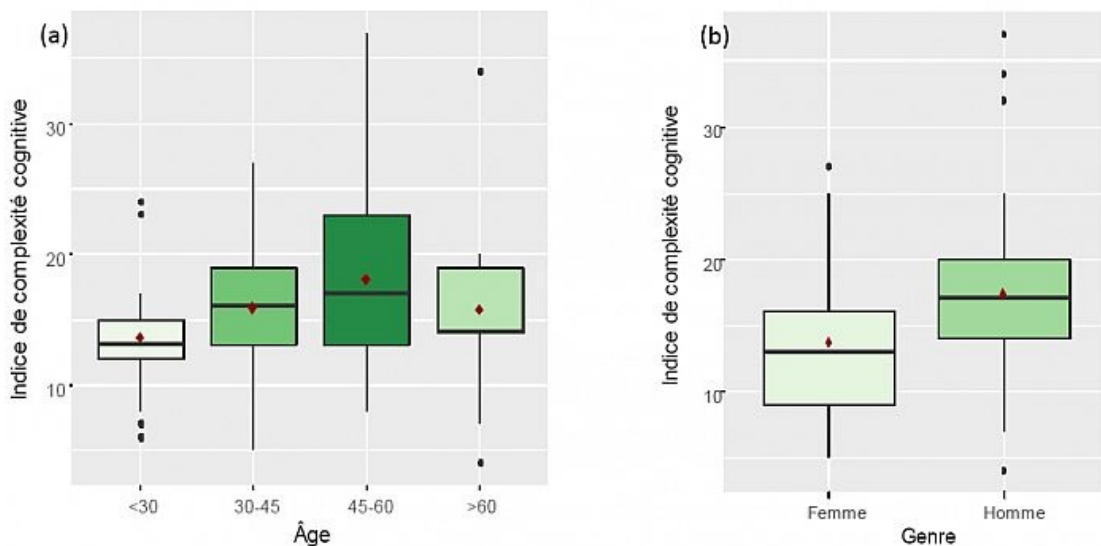 (a)
Indice de complexité cognitive
30
20
10
<30 30-45 45-60 >60
Âge
(b)
Indice de complexité cognitive
30
20
10
Femme Homme
Genre